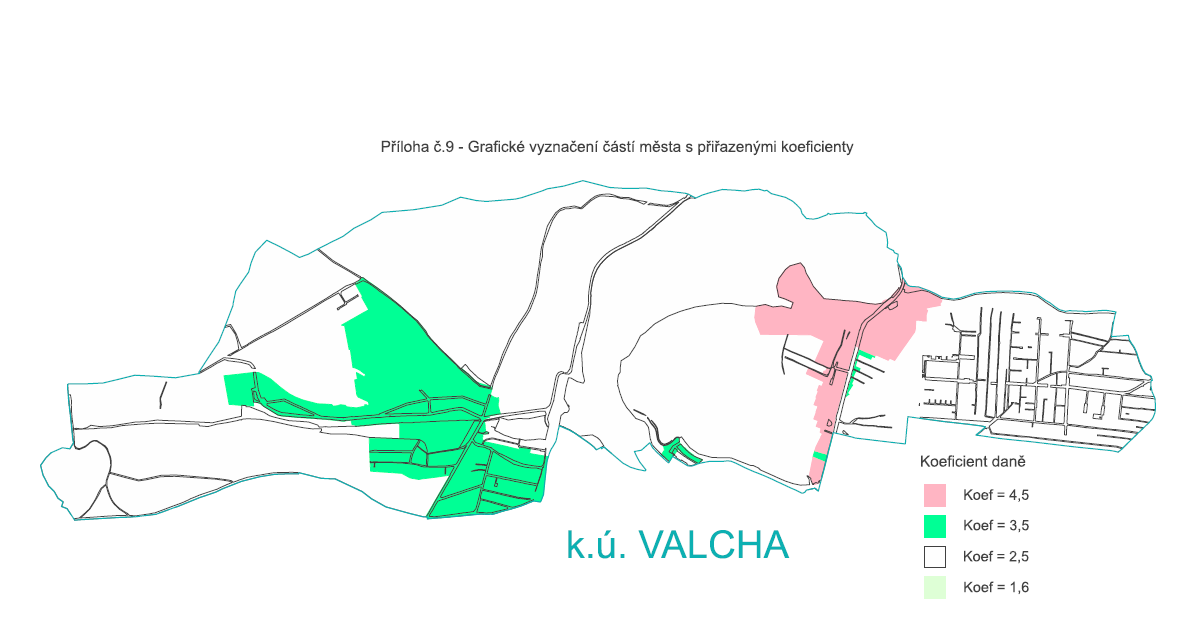 Příloha č.9 - Grafické vyznačení částí města s přiřazenými koeficienty
k.ú. VALCHA
Koeficient daně
Koef = 4,5
Koef = 3,5
Koef = 2,5
Koef = 1,6